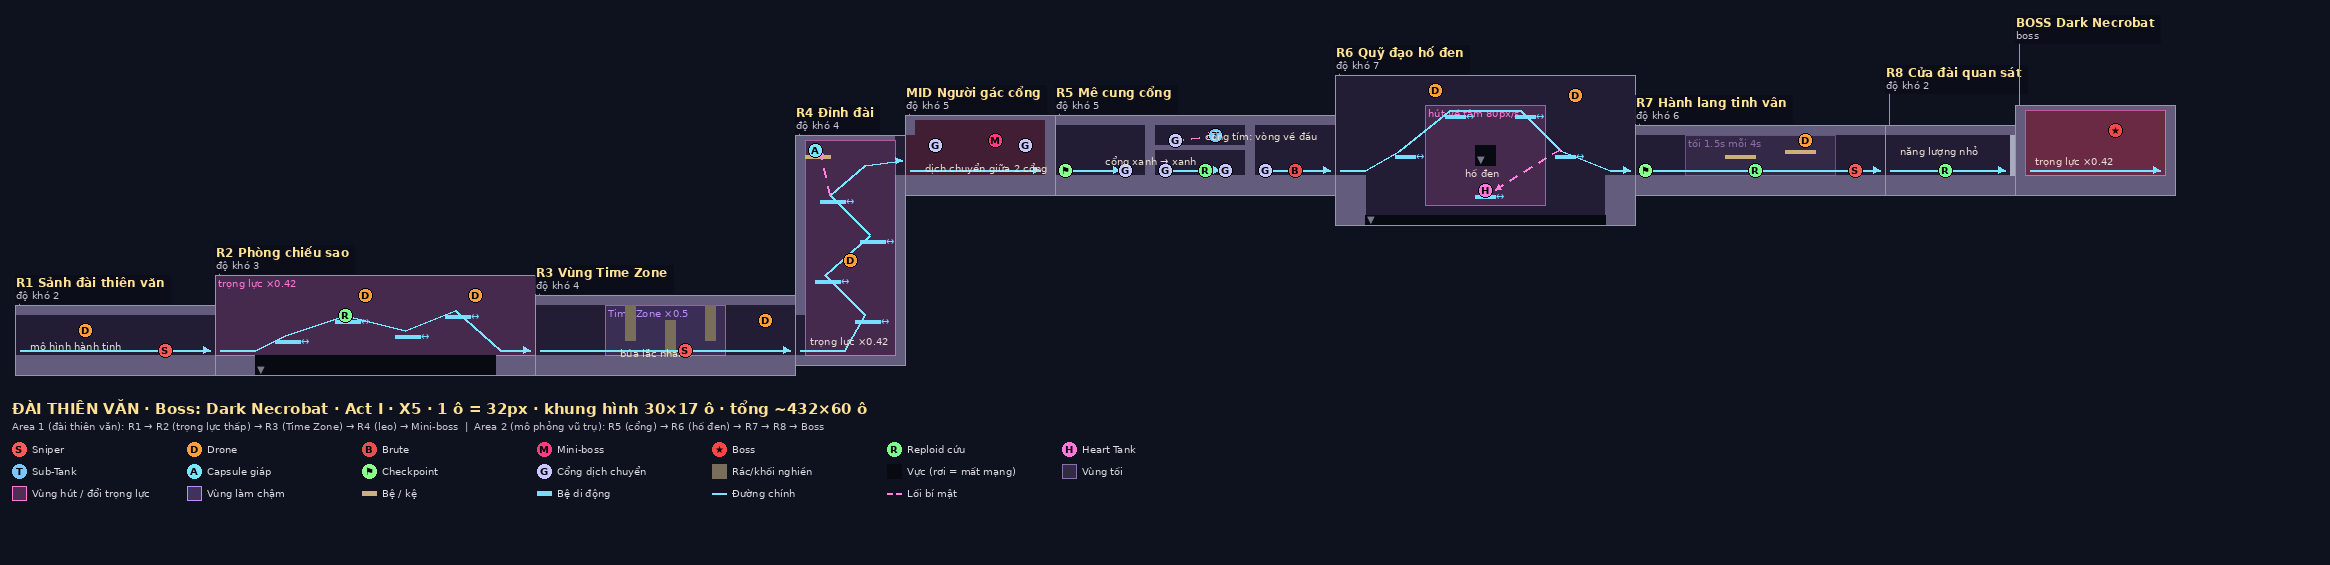 BOSS Dark Necrobat
boss
R6 Quỹ đạo hố đen
độ khó 7
R8 Cửa đài quan sát
độ khó 2
MID Người gác cổng
độ khó 5
R5 Mê cung cổng
độ khó 5
R7 Hành lang tinh vân
độ khó 6
R4 Đỉnh đài
độ khó 4
D
D
A
G
M
G
dịch chuyển giữa 2 cổng
G
T
cổng tím: vòng về đầu
cổng xanh → xanh
G
G
R
G
G
B
hố đen
H
tối 1.5s mỗi 4s
D
R
S
năng lượng nhỏ
R
★
trọng lực ×0.42
D
trọng lực ×0.42
R2 Phòng chiếu sao
độ khó 3
trọng lực ×0.42
D
R
D
R3 Vùng Time Zone
độ khó 4
Zone ×0.5
D
S
R1 Sảnh đài thiên văn
độ khó 2
D
mô hình hành tinh
S
ĐÀI THIÊN VĂN · Boss: Dark Necrobat · Act I · X5 · 1 ô = 32px · khung hình 30×17 ô · tổng ~432×60 ô
Area 1 (đài thiên văn): R1 → R2 (trọng lực thấp) → R3 (Time Zone) → R4 (leo) → Mini-boss | Area 2 (mô phỏng vũ trụ): R5 (cổng) → R6 (hố đen) → R7 → R8 → Boss
S Sniper
D Drone
B Brute
M Mini-boss
★ Boss
R Reploid cứu
H Heart Tank
T Sub-Tank
A Capsule giáp
⚑ Checkpoint
G Cổng dịch chuyển
Rác/khối nghiền
Vực (rơi = mất mạng)
Vùng tối
Vùng hút / đổi trọng lực
Vùng làm chậm
Bệ / kệ
Bệ di động
Đường chính
Lối bí mật